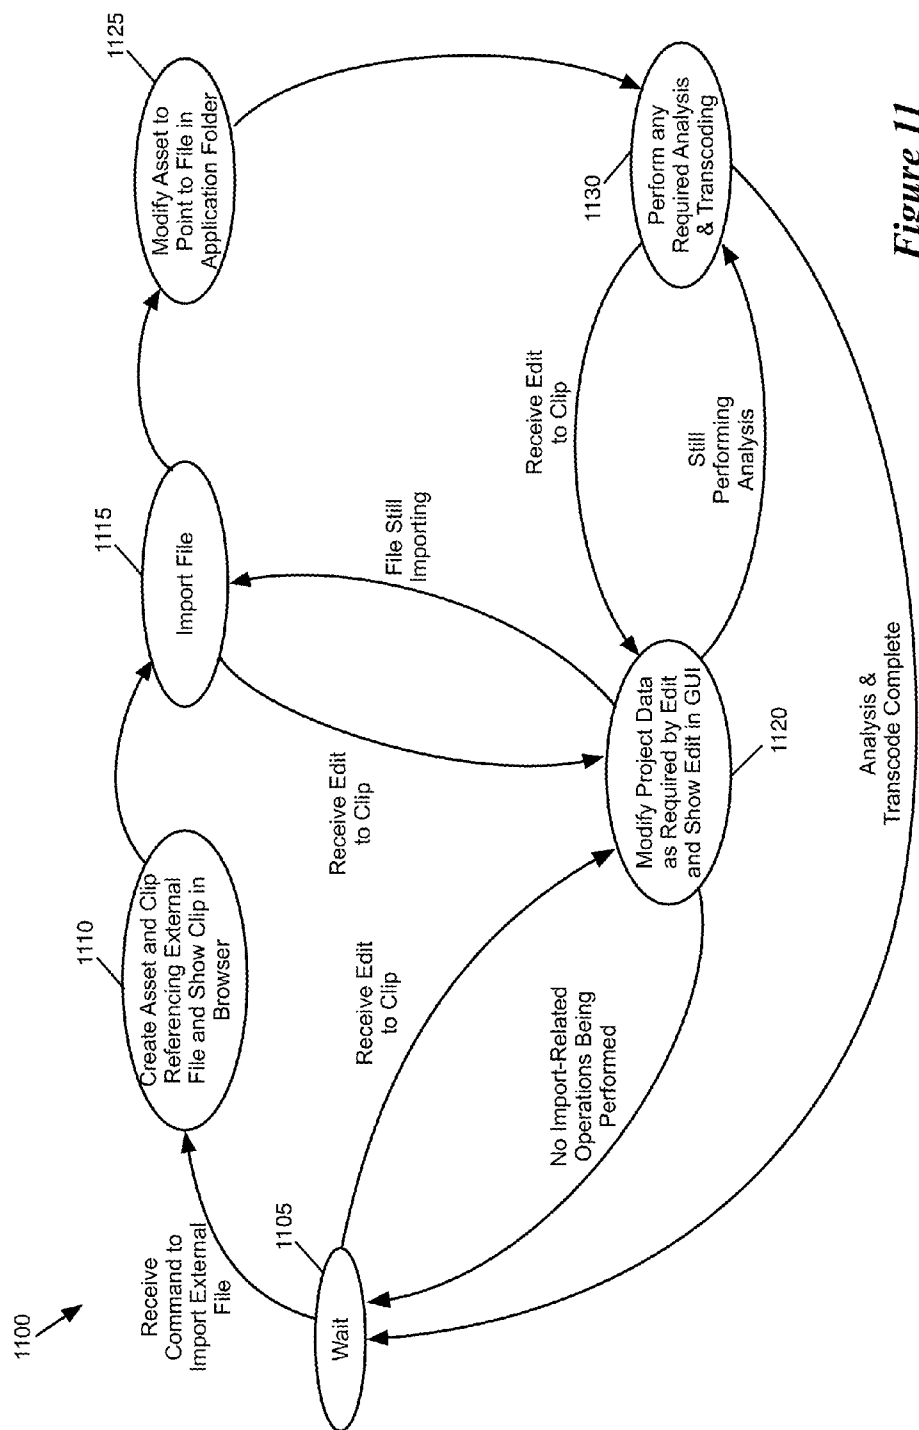 1100
Receive
Command to
Import External
File
1105
Wait
1110
Create Asset and Clip
Referencing External
File and Show Clip in
Browser
1115
Import File
1125
Modify Asset to
Point to File in
Application Folder
Receive Edit
to Clip
Receive Edit
to Clip
File Still
Importing
Receive Edit
to Clip
1130
Perform any
Required Analysis
& Transcoding
Still
Performing
Analysis
No Import-Related
Operations Being
Performed
Modify Project Data
as Required by Edit
and Show Edit in GUI
1120
Analysis &
Transcode Complete
Figure 11